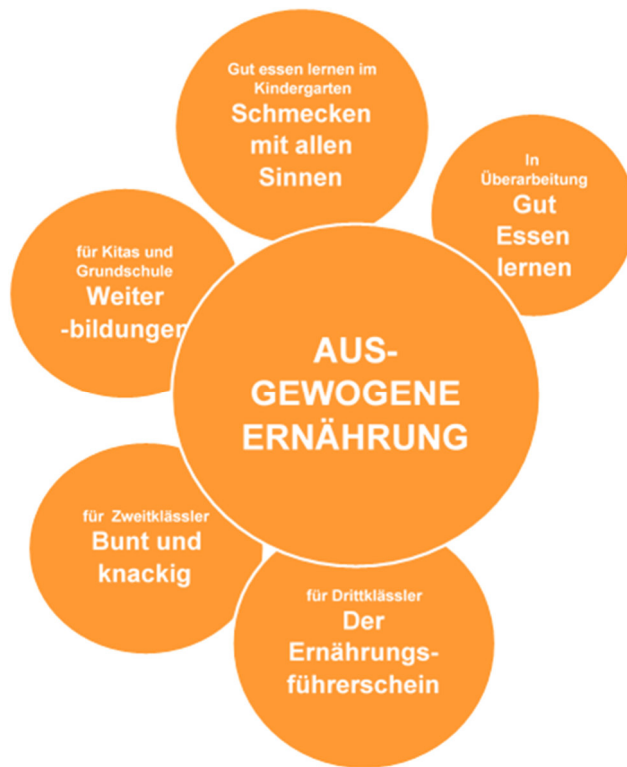 Gut essen lernen im
Kindergarten
Schmecken
mit allen
Sinnen
In
Überarbeitung
Gut
Essen
lernen
für Kitas und
Grundschule
Weiter
-bildungen
AUS-
GEWOGENE
ERNÄHRUNG
für Zweitklässler
Bunt und
knackig
für Drittklässler
Der
Ernährungs-
führerschein